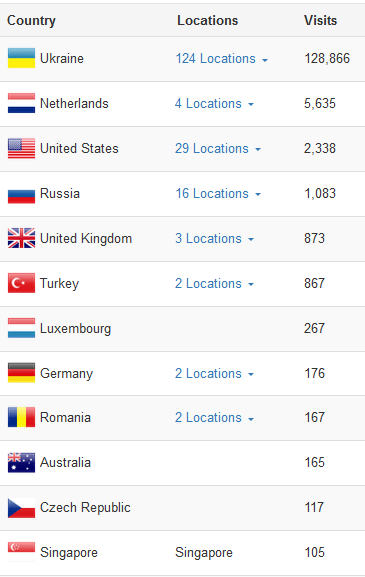 Country Locations Visits
Ukraine 124 Locations 128,866
Netherlands 4 Locations 5,635
United States 29 Locations 2,338
Russia 16 Locations 1,083
United Kingdom 3 Locations 873
Turkey 2 Locations 867
Luxembourg 267
Germany 2 Locations 176
Romania 2 Locations 167
Australia 165
Czech Republic 117
Singapore Singapore 105